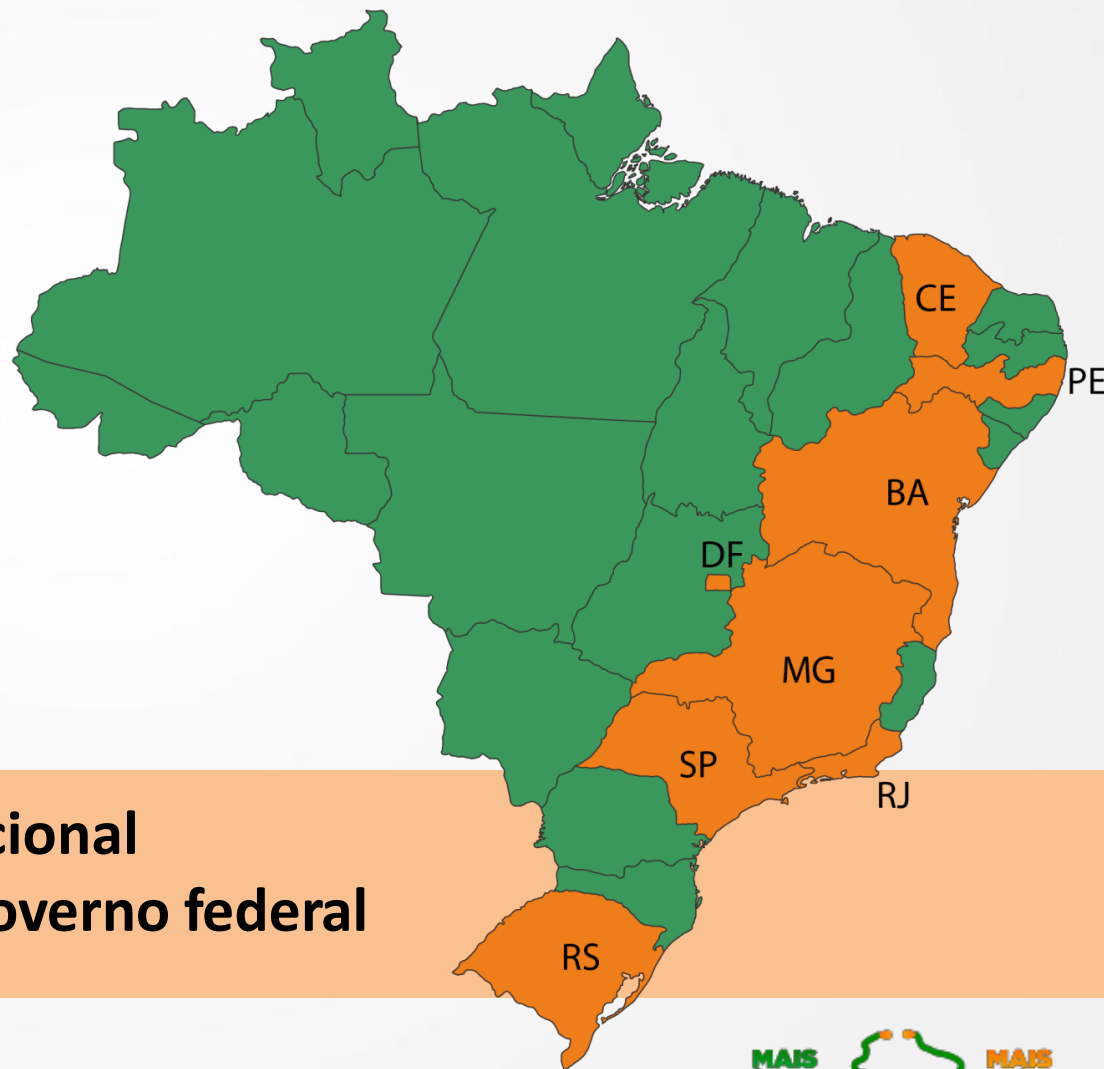 CE
PE
BA
DF
MG
SP
RJ
cional
overno federal
RS
MAIS MAIS